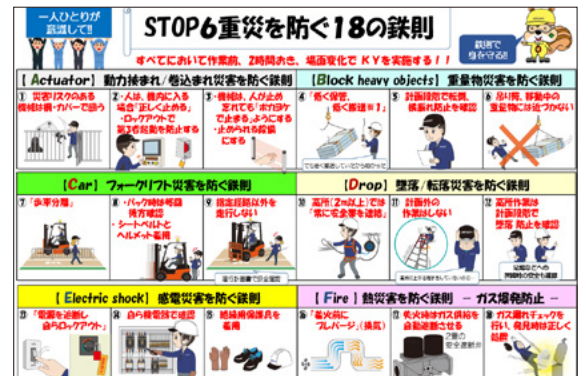 一人ひとりが
意識して!!
STOP6重災を防ぐ18の鉄則
鉄則で
身を守る!!
すべてにおいて作業前、2時間おき、場面変化で KYを実施する!!
【Actuator】 動力挟まれ/巻込まれ災害を防ぐ鉄則
【Block heavy objects】 重量物災害を防ぐ鉄則
① 災害リスクのある
機械は柵・カバーで囲う
②・人は、機内に入る
場合「正しく止める」
・ロックアウトで
第3者起動を防止する
③・機械は、人が止め
忘れても「ポカヨケ
で止まる」ようにする
・止められる設備
にする
④ 「低く保管、
低く搬送※1」
⑤ 計画段階で転倒、
横振れ防止を確認
⑥ 吊り荷、移動中の
重量物には近づかない
【Car】 フォークリフト災害を防ぐ鉄則
【Drop】 墜落/転落災害を防ぐ鉄則
⑦ 「歩車分離」
⑧ ・バック時は毎回
後方確認
・シートベルトと
ヘルメット着用
⑨ ・指定経路以外を
走行しない
⑩ 高所(2m以上)では
「常に安全帯を連結」
⑪ 計画外の
作業はしない
⑫ 高所作業は
計画段階で
墜落 防止を確認
【Electric shock】 感電災害を防ぐ鉄則
【Fire】 熱災害を防ぐ鉄則 − ガス爆発防止 −
⑬ 「電源を遮断し
自らロックアウト」
⑭ 自ら検電器で確認
⑮ 絶縁用保護具を
着用
⑯ 「着火前に
プレパージ」(換気)
⑰ 失火時はガス供給を
自動遮断させる
2重の
安全遮断弁
⑱ ガス漏れチェックを
行い、発見時は正しく
処置